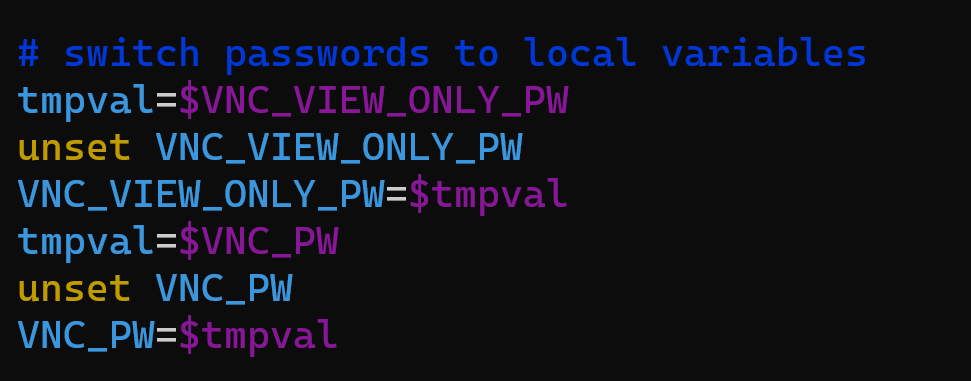 # switch passwords to local variables
tmpval=$VNC_VIEW_ONLY_PW
unset VNC_VIEW_ONLY_PW
VNC_VIEW_ONLY_PW=$tmpval
tmpval=$VNC_PW
unset VNC_PW
VNC_PW=$tmpval